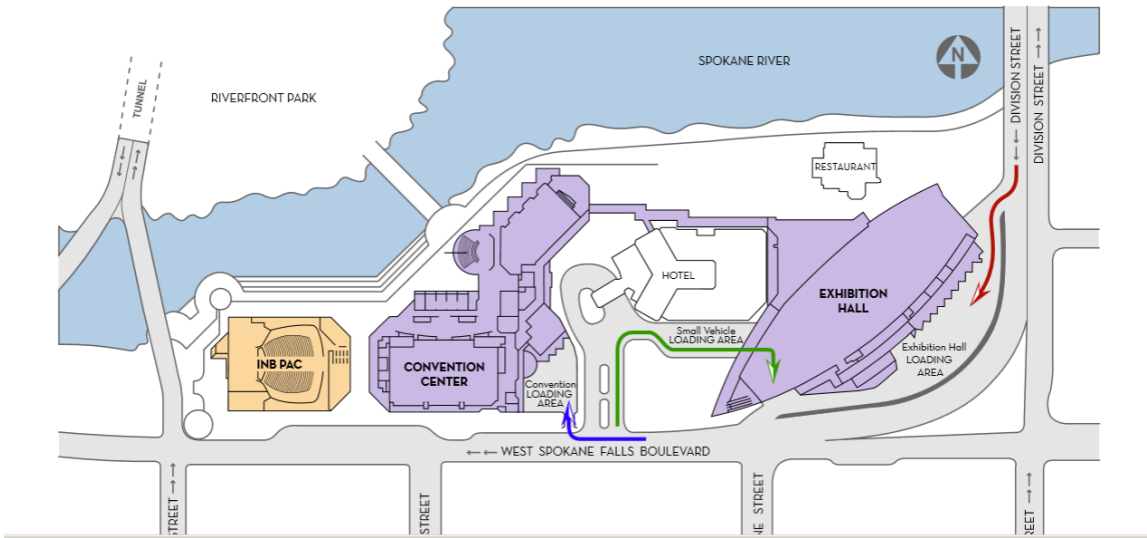 SPOKANE RIVER
N
← DIVISION STREET
DIVISION STREET → →
TUNNEL
RIVERFRONT PARK
RESTAURANT
HOTEL
EXHIBITION
HALL
Small Vehicle
LOADING AREA
Exhibition Hall
LOADING
AREA
INB PAC
CONVENTION
CENTER
Convention
LOADING
AREA
← ← WEST SPOKANE FALLS BOULEVARD
STREET
STREET
STREET